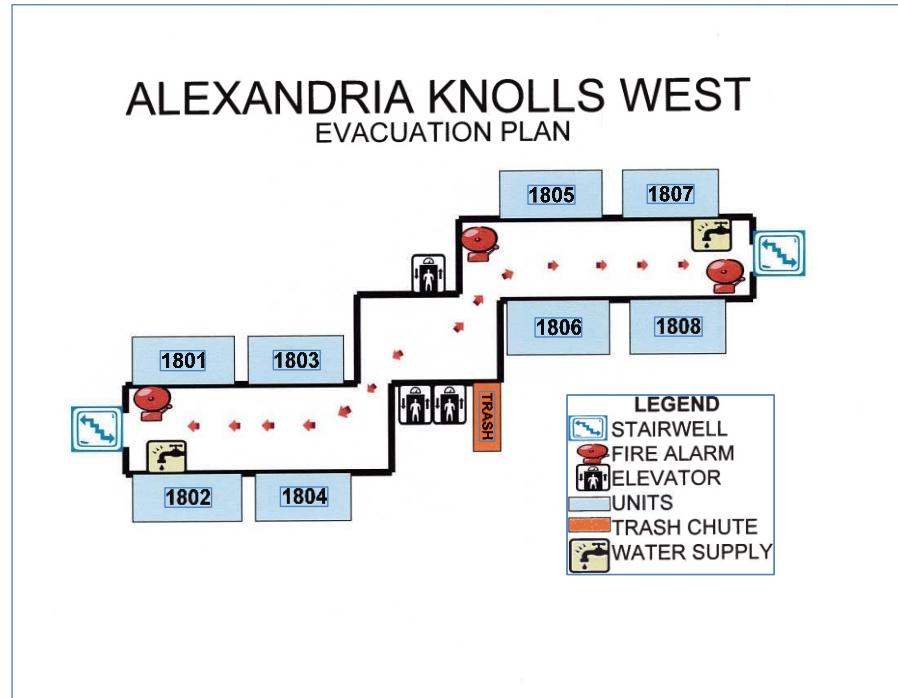 ALEXANDRIA KNOLLS WEST
EVACUATION PLAN
1805
1807
1806
1808
1801
1803
1802
1804
TRASH
LEGEND
STAIRWELL
FIRE ALARM
ELEVATOR
UNITS
TRASH CHUTE
WATER SUPPLY